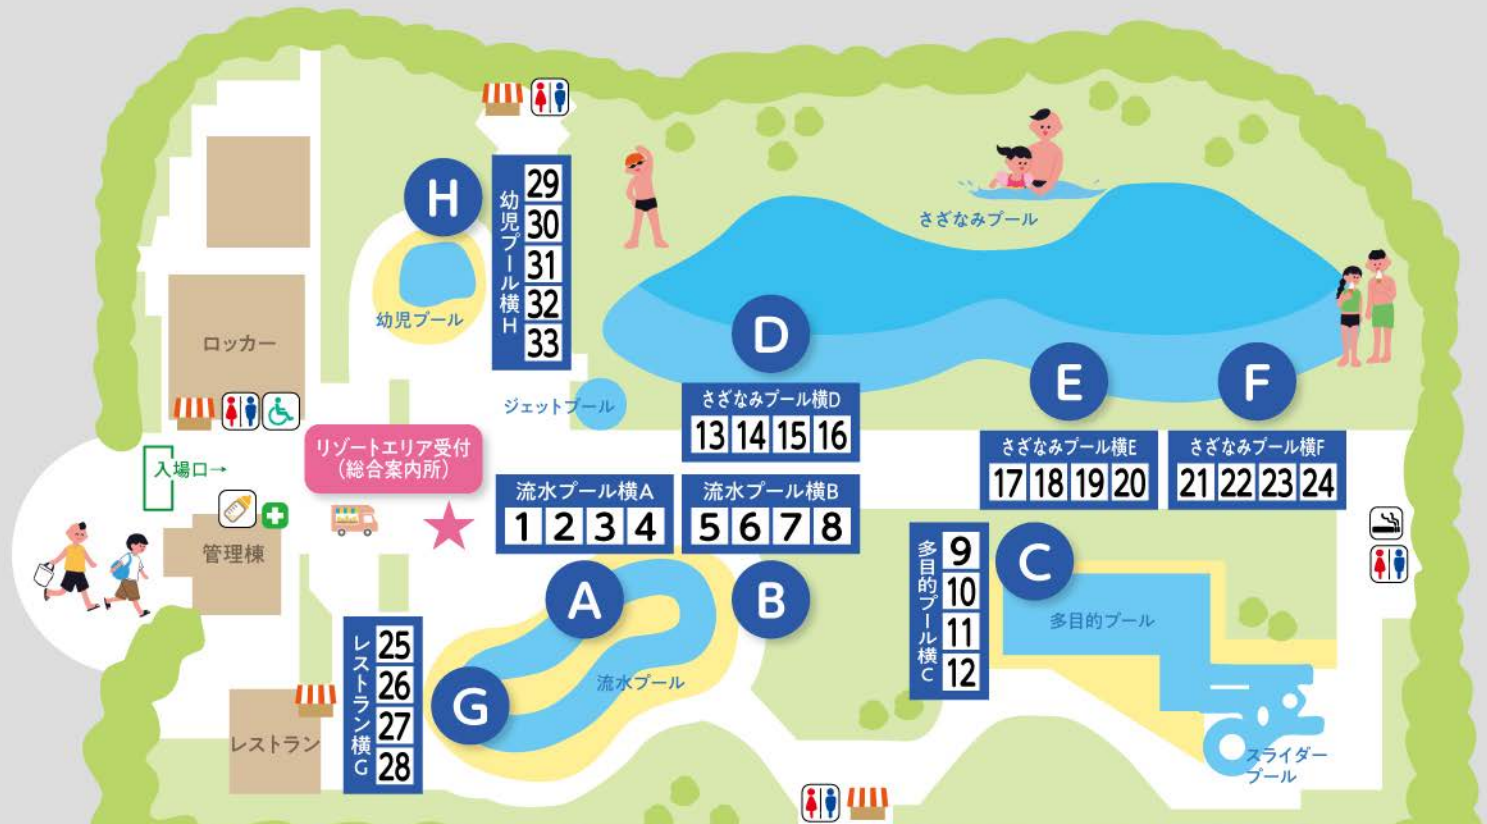 H
幼児プール横H
29
30
31
32
33
さざなみプール
幼児プール
ロッカー
D
E
F
ジェットプール
さざなみプール横D
13 14 15 16
リゾートエリア受付
(総合案内所)
入場口→
さざなみプール横E
17 18 19 20
さざなみプール横F
21 22 23 24
流水プール横A
1 2 3 4
流水プール横B
5 6 7 8
管理棟
多目的プール横C
9
10
11
12
C
A
B
多目的プール
レストラン横G
25
26
27
28
G
流水プール
レストラン
スライダー
プール